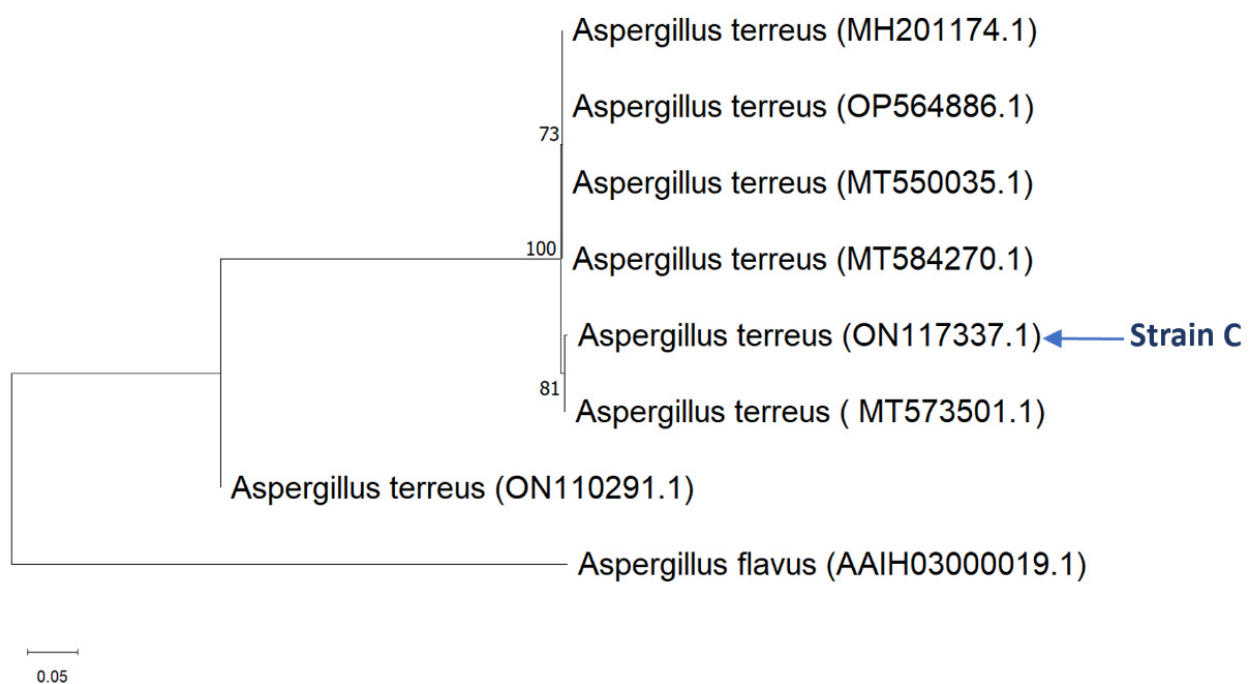 Aspergillus terreus (MH201174.1)
Aspergillus terreus (OP564886.1)
73
Aspergillus terreus (MT550035.1)
100
Aspergillus terreus (MT584270.1)
Aspergillus terreus (ON117337.1) Strain C
81
Aspergillus terreus ( MT573501.1)
Aspergillus terreus (ON110291.1)
Aspergillus flavus (AAIH03000019.1)
0.05